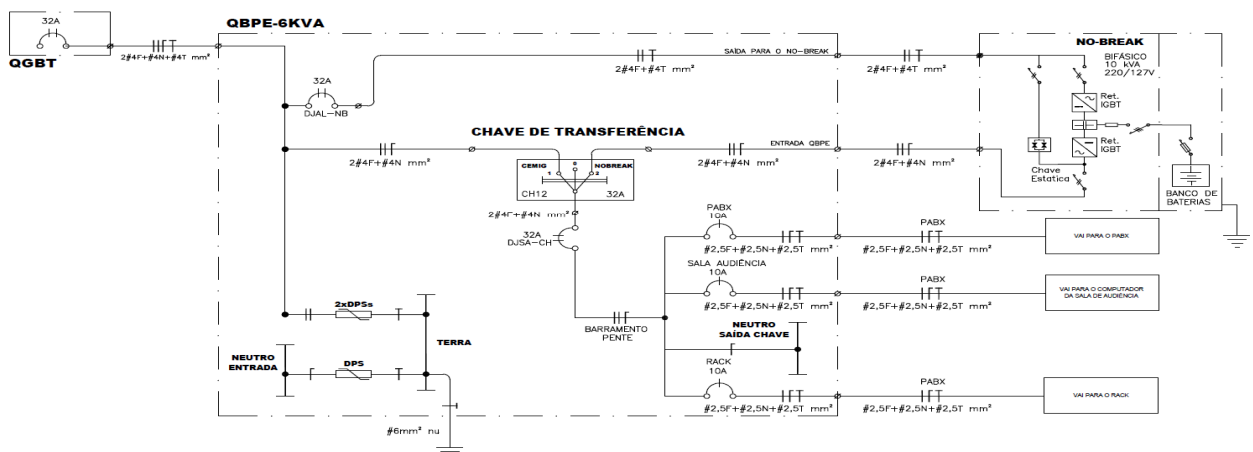 32A
QGBT
2#4F+#4N+#4T mm²
QBPE-6KVA
32A
DJAL-NB
2#4F+#4T mm²
SAÍDA PARA O NO-BREAK
2#4F+#4T mm²
NO-BREAK
BIFÁSICO
10 kVA
220/127V
Ret.
IGBT
Ret.
IGBT
Chave
Estatica
BANCO DE
BATERIAS
CHAVE DE TRANSFERÊNCIA
2#4F+#4N mm²
CEMIG
0
NOBREAK
1
2
CH12
32A
2#4F+#4N mm²
ENTRADA QBPE
2#4F+#4N mm²
2#4F+#4N mm²
32A
DJSA-CH
BARRAMENTO
PENTE
PABX
10A
#2,5F+#2,5N+#2,5T mm²
PABX
#2,5F+#2,5N+#2,5T mm²
VAI PARA O PABX
SALA AUDIÊNCIA
10A
#2,5F+#2,5N+#2,5T mm²
PABX
#2,5F+#2,5N+#2,5T mm²
VAI PARA O COMPUTADOR
DA SALA DE AUDIÊNCIA
NEUTRO
SAÍDA CHAVE
RACK
10A
#2,5F+#2,5N+#2,5T mm²
PABX
#2,5F+#2,5N+#2,5T mm²
VAI PARA O RACK
2xDPSs
TERRA
NEUTRO
ENTRADA
DPS
#6mm² nu